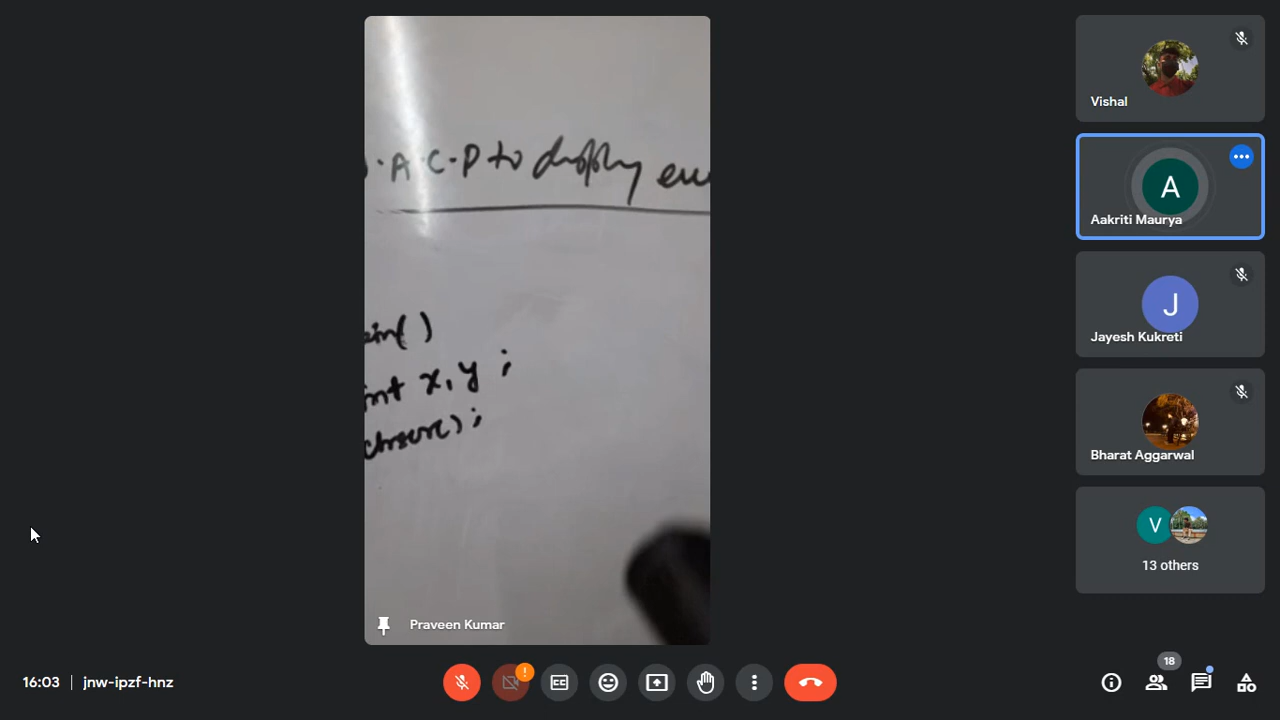 Vishal
·A·C·P to display
Aakriti Maurya
int x, y ;
Jayesh Kukreti
Bharat Aggarwal
V
13 others
Praveen Kumar
16:03 | jnw-ipzf-hnz
CC
18
A
J